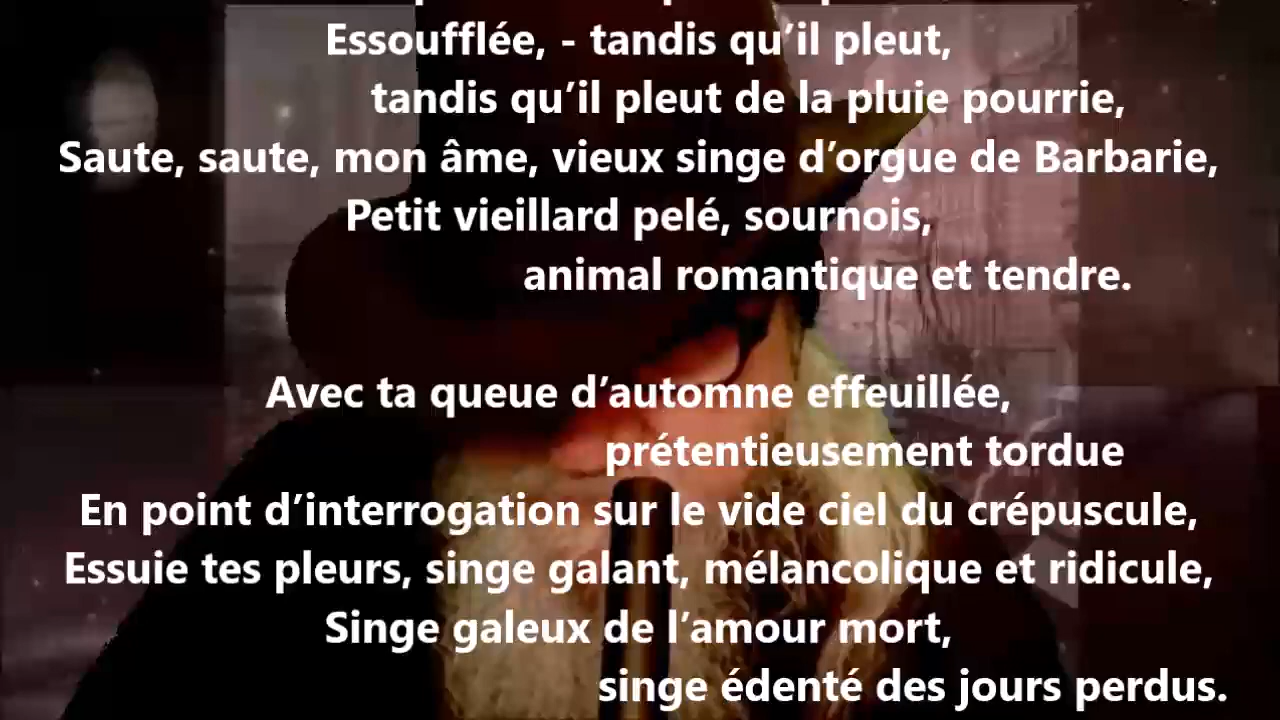 Essoufflée, - tandis qu’il pleut,
tandis qu’il pleut de la pluie pourrie,
Saute, saute, mon âme, vieux singe d’orgue de Barbarie,
Petit vieillard pelé, sournois,
animal romantique et tendre.
Avec ta queue d’automne effeuillée,
prétentieusement tordue
En point d’interrogation sur le vide ciel du crépuscule,
Essuie tes pleurs, singe galant, mélancolique et ridicule,
Singe galeux de l’amour mort,
singe édenté des jours perdus.